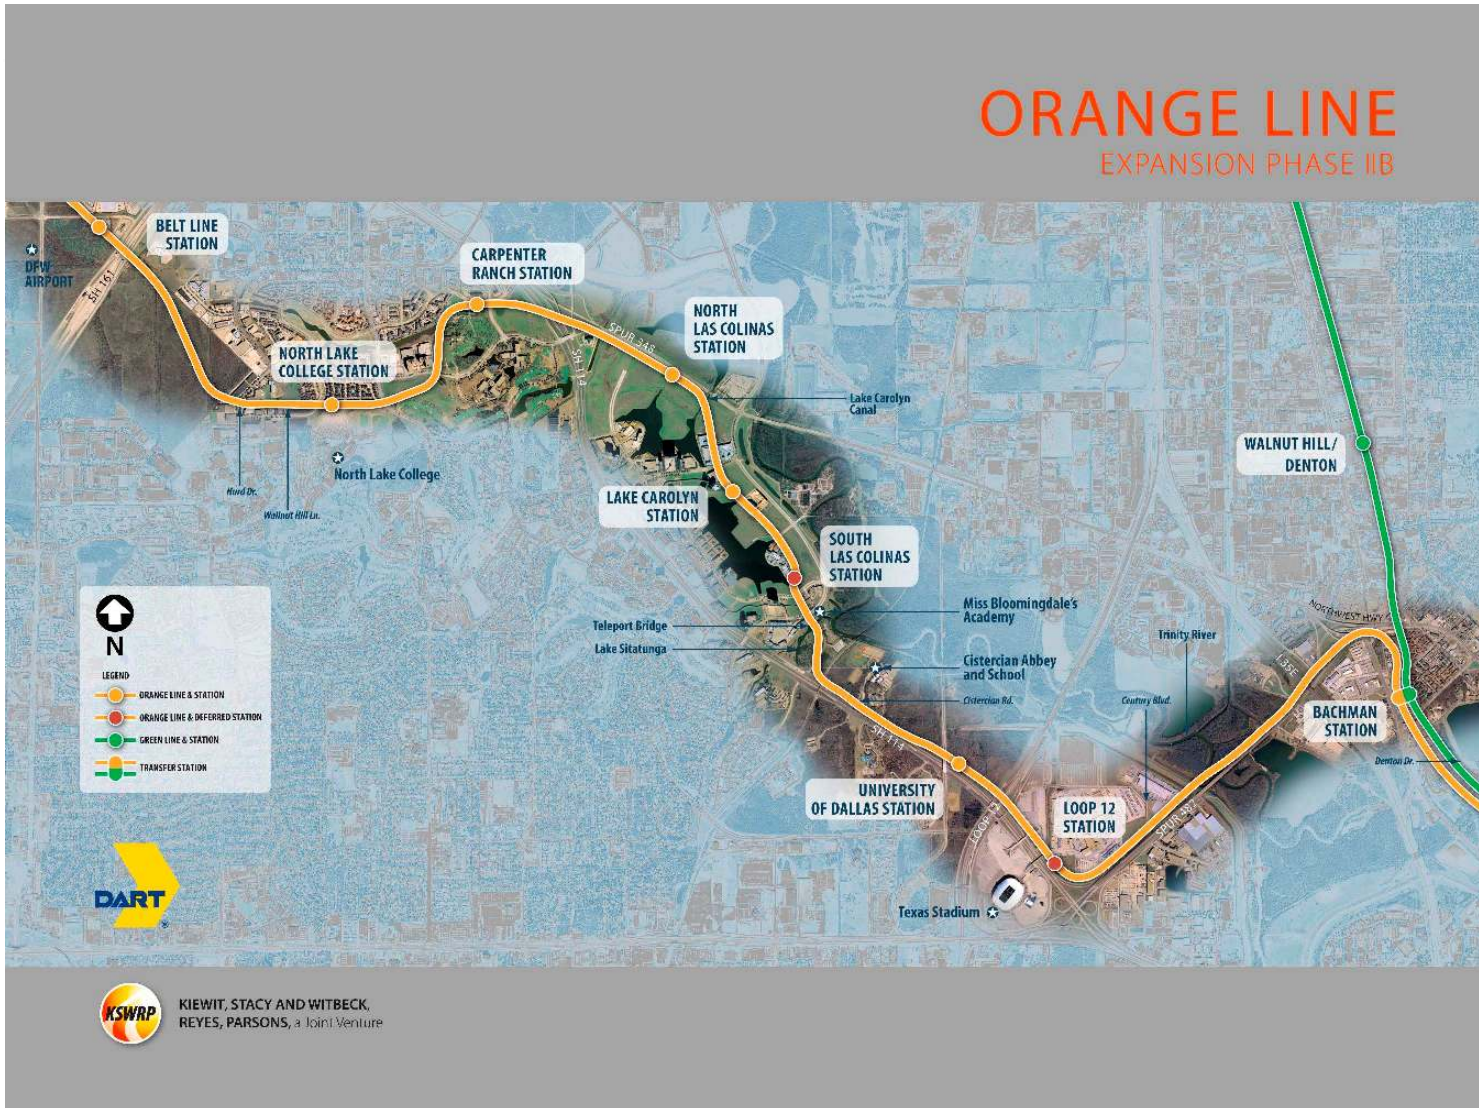 ORANGE LINE
EXPANSION PHASE IIB
BELT LINE
STATION
DFW
AIRPORT
SH 161
CARPENTER
RANCH STATION
NORTH
LAS COLINAS
STATION
SPUR 348
SH 114
NORTH LAKE
COLLEGE STATION
Lake Carolyn
Canal
WALNUT HILL/
DENTON
North Lake College
Hurd Dr.
Wallnut Hill Ln.
LAKE CAROLYN
STATION
SOUTH
LAS COLINAS
STATION
Miss Bloomingdale's
Academy
Teleport Bridge
Lake Sitatunga
Trinity River
NORTHWEST HWY
Cistercian Abbey
and School
I-35E
Cistercian Rd.
Century Blvd.
BACHMAN
STATION
SH 114
Denton Dr.
UNIVERSITY
OF DALLAS STATION
LOOP 12
LOOP 12
STATION
SPUR 482
Texas Stadium
N
LEGEND
ORANGE LINE & STATION
ORANGE LINE & DEFERRED STATION
GREEN LINE & STATION
TRANSFER STATION
DART
®
KSWRP
KIEWIT, STACY AND WITBECK,
REYES, PARSONS, a Joint Venture